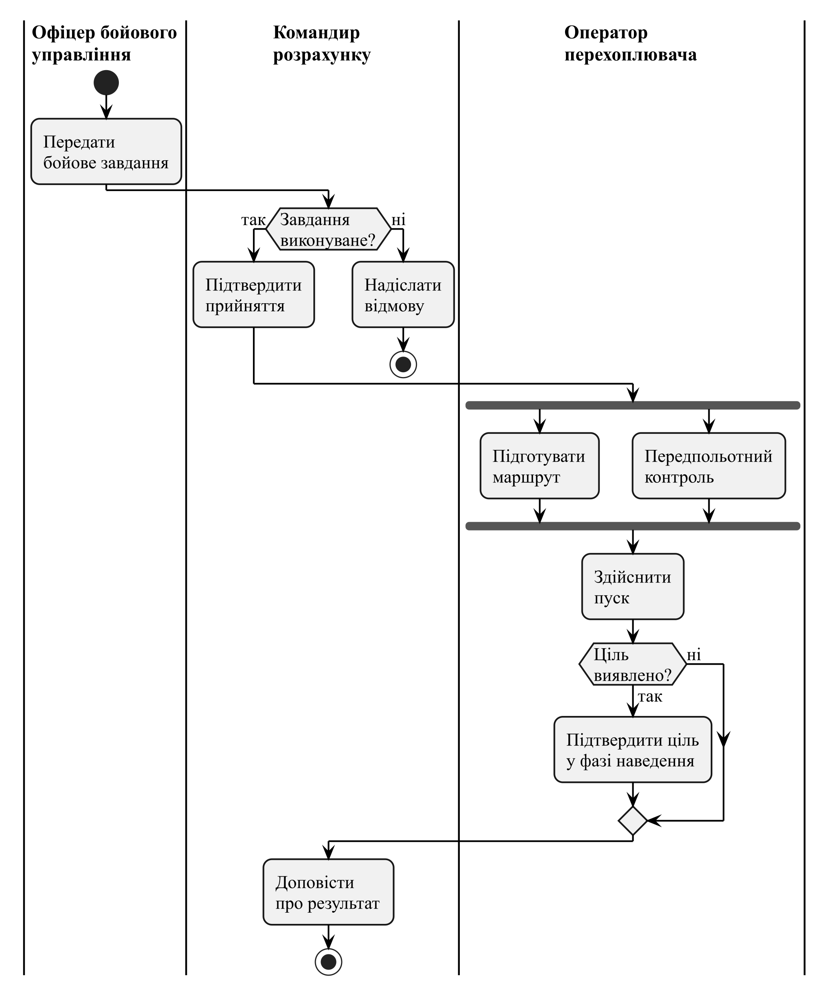 Офіцер бойового
управління
Командир
розрахунку
Оператор
перехоплювача
Передати
бойове завдання
так
Завдання
виконуване?
ні
Підтвердити
прийняття
Надіслати
відмову
Підготувати
маршрут
Передпольотний
контроль
Здійснити
пуск
Ціль
виявлено?
ні
так
Підтвердити ціль
у фазі наведення
Доповісти
про результат